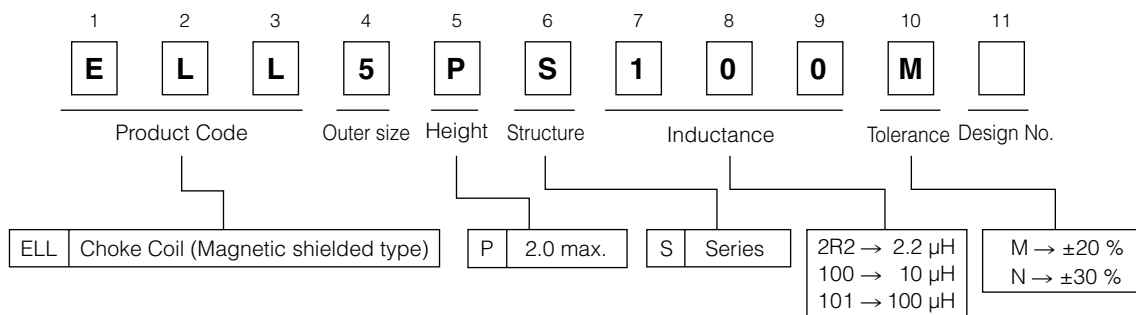 1 2 3 4 5 6 7 8 9 10 11
E L L 5 P S 1 0 0 M
Product Code Outer size Height Structure Inductance Tolerance Design No.
ELL Choke Coil (Magnetic shielded type)
P 2.0 max.
S Series
2R2 → 2.2 µH
100 → 10 µH
101 → 100 µH
M → ±20 %
N → ±30 %